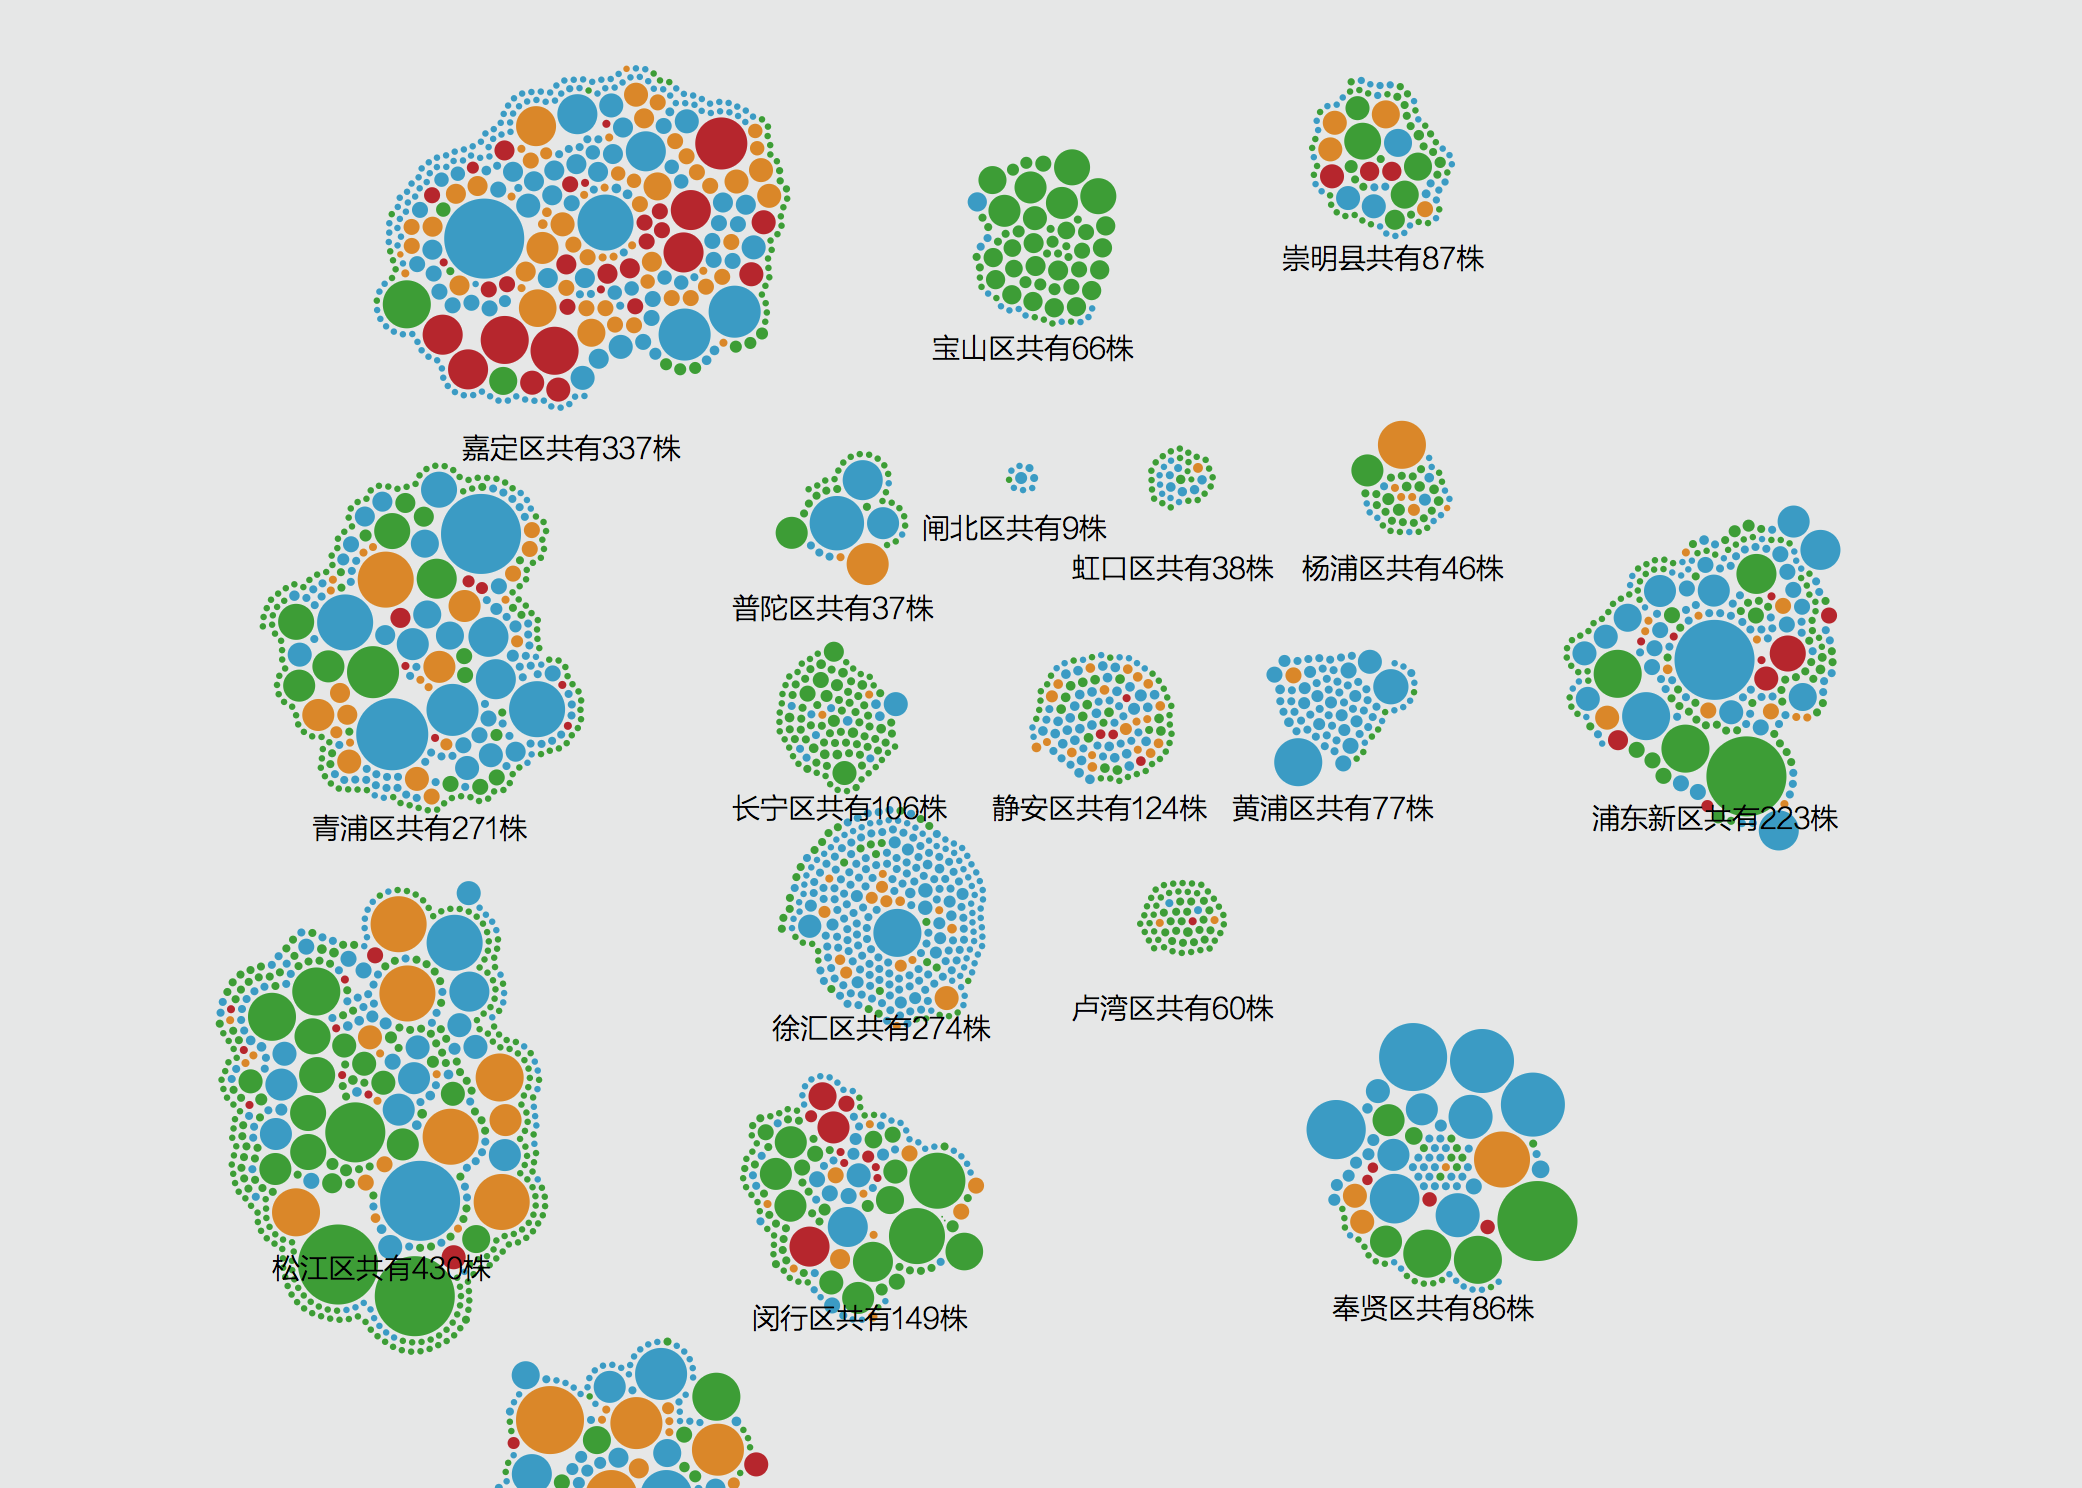 崇明县共有87株
宝山区共有66株
嘉定区共有337株
闸北区共有9株
虹口区共有38株
杨浦区共有46株
普陀区共有37株
长宁区共有106株
静安区共有124株
黄浦区共有77株
浦东新区共有223株
青浦区共有271株
卢湾区共有60株
徐汇区共有274株
松江区共有430株
闵行区共有149株
奉贤区共有86株